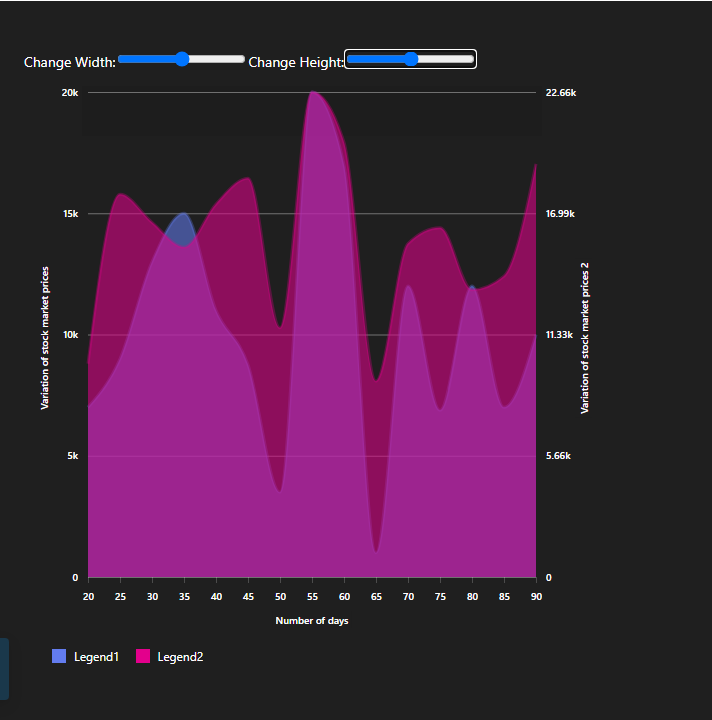 Change Width: Change Height:
20k 22.66k
15k 16.99k
Variation of stock market prices
Variation of stock market prices 2
10k 11.33k
5k 5.66k
0 0
20 25 30 35 40 45 50 55 60 65 70 75 80 85 90
Number of days
Legend1 Legend2